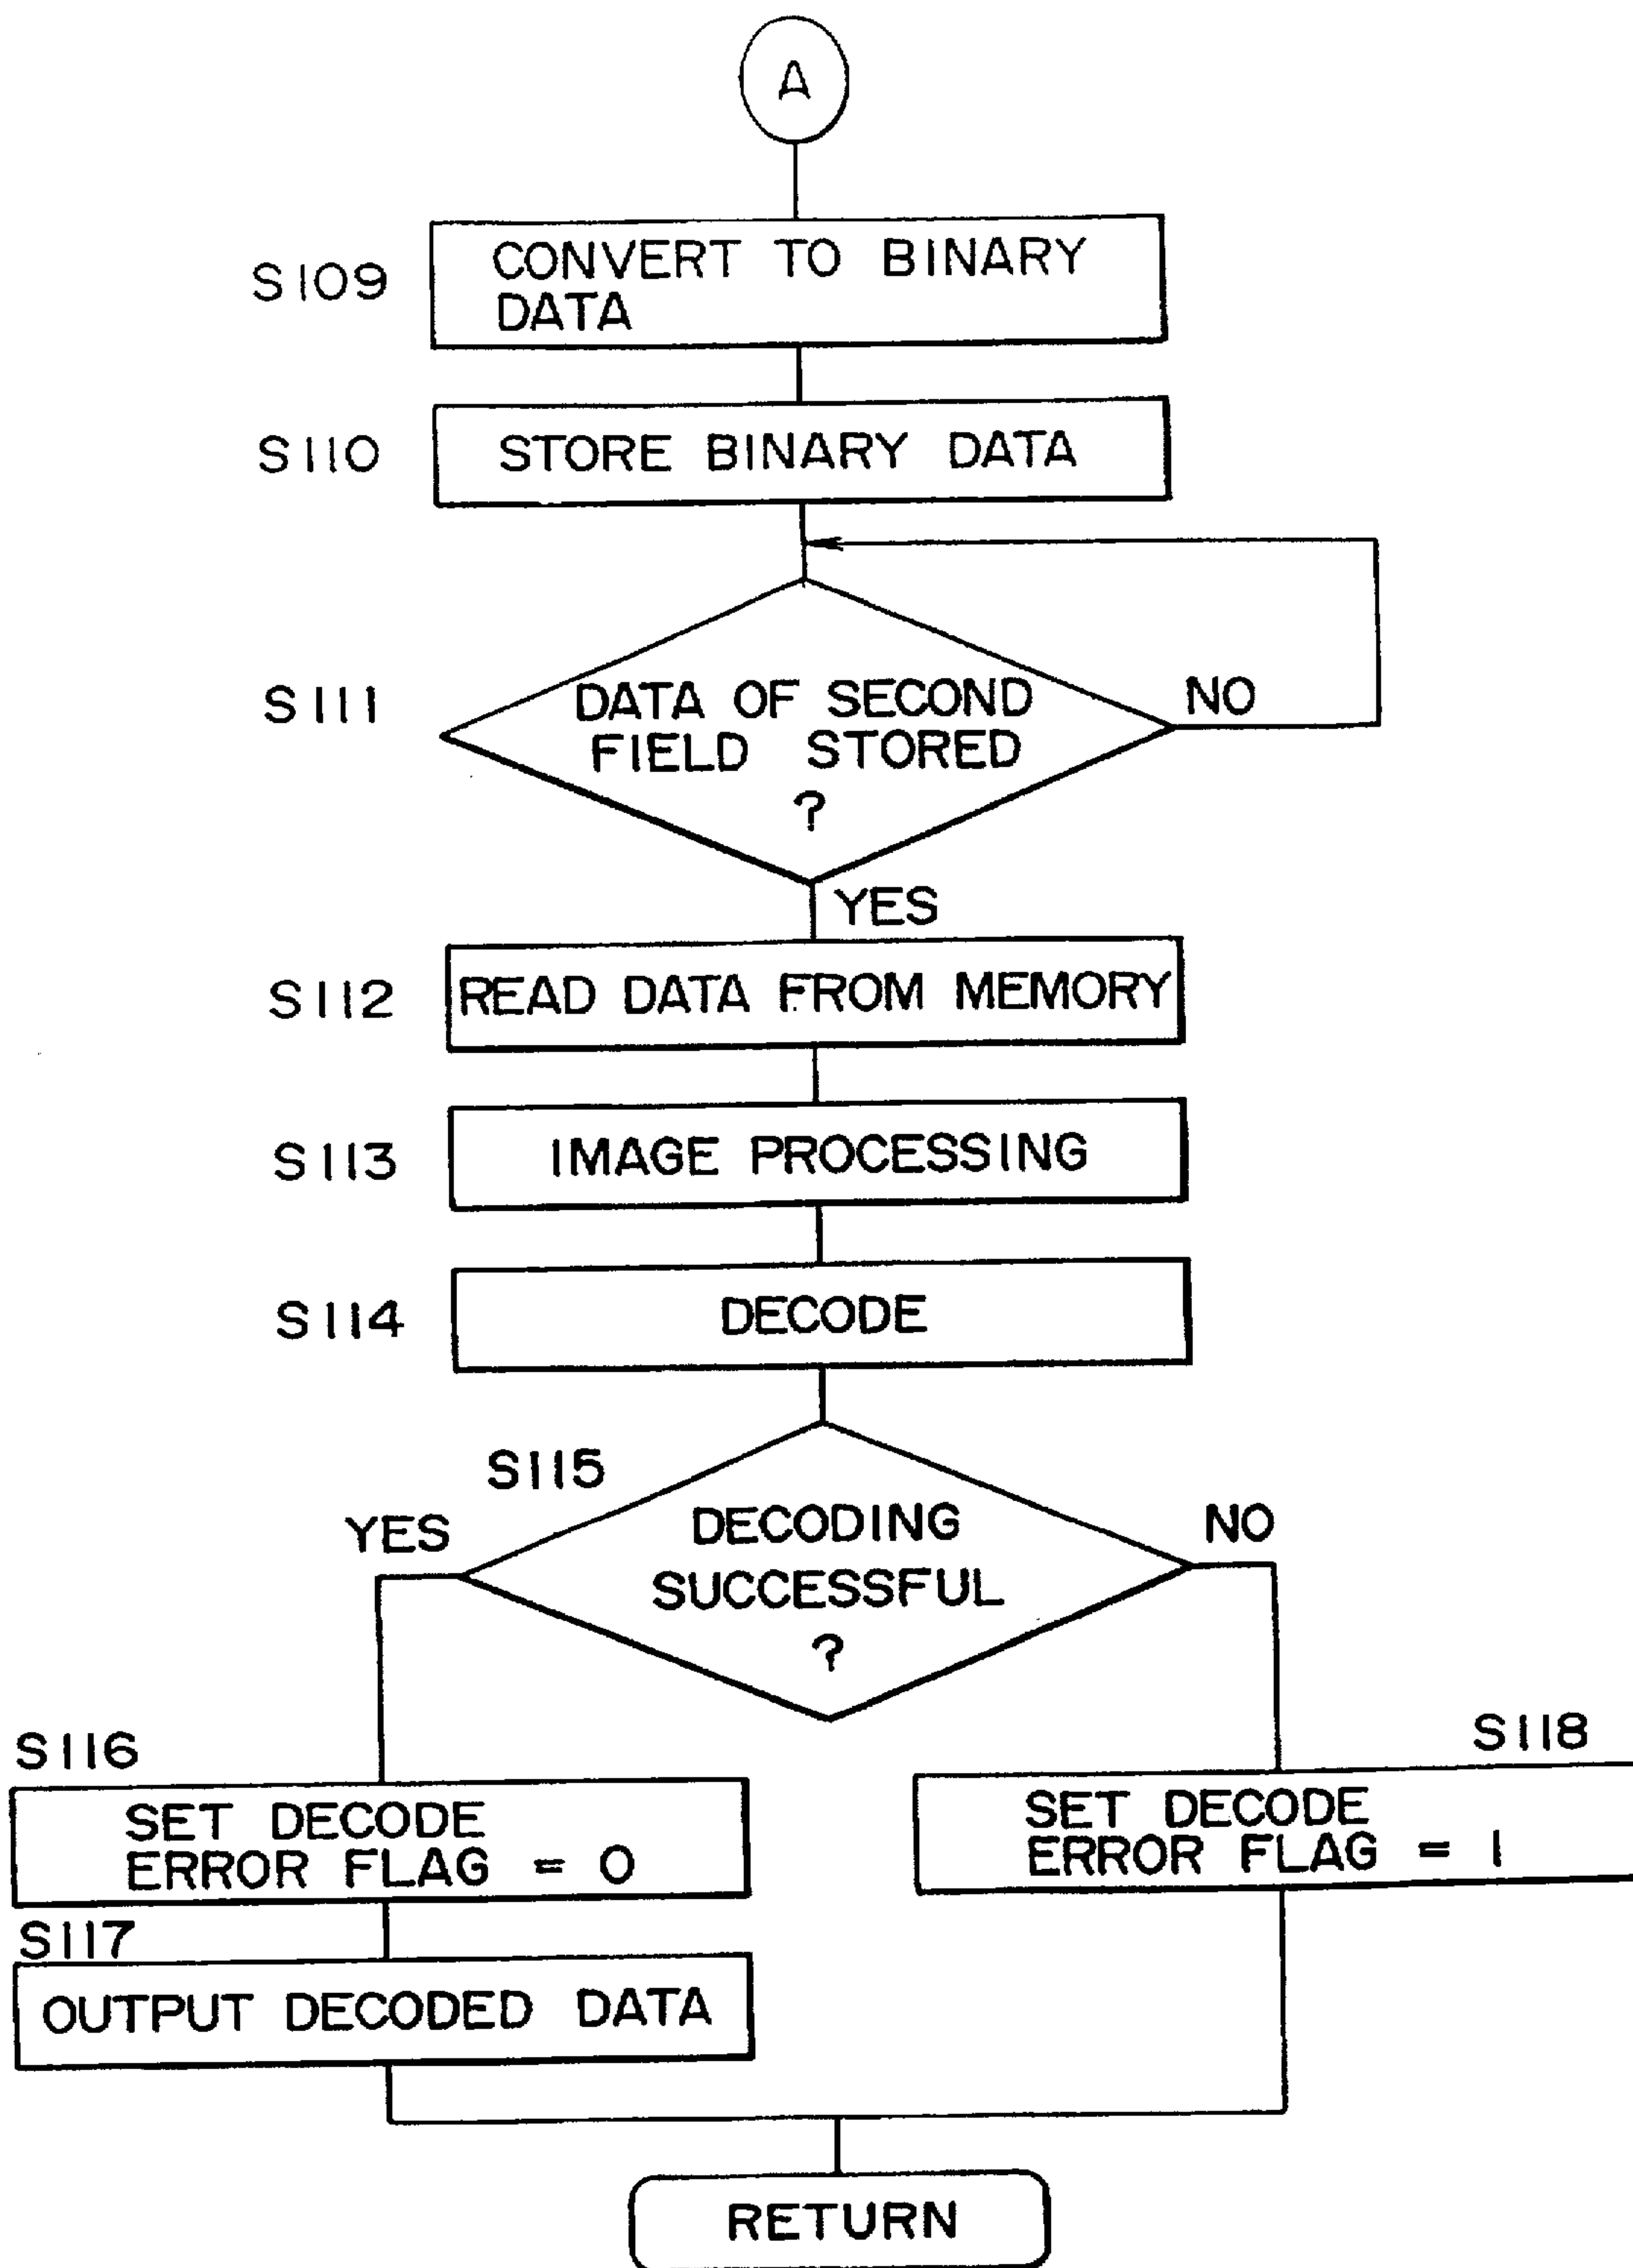 A
S109
CONVERT TO BINARY
DATA
S110
STORE BINARY DATA
S111
DATA OF SECOND
FIELD STORED
?
NO
YES
S112
READ DATA FROM MEMORY
S113
IMAGE PROCESSING
S114
DECODE
S115
YES
DECODING
SUCCESSFUL
?
NO
S116
SET DECODE
ERROR FLAG = 0
S118
SET DECODE
ERROR FLAG = 1
S117
OUTPUT DECODED DATA
RETURN